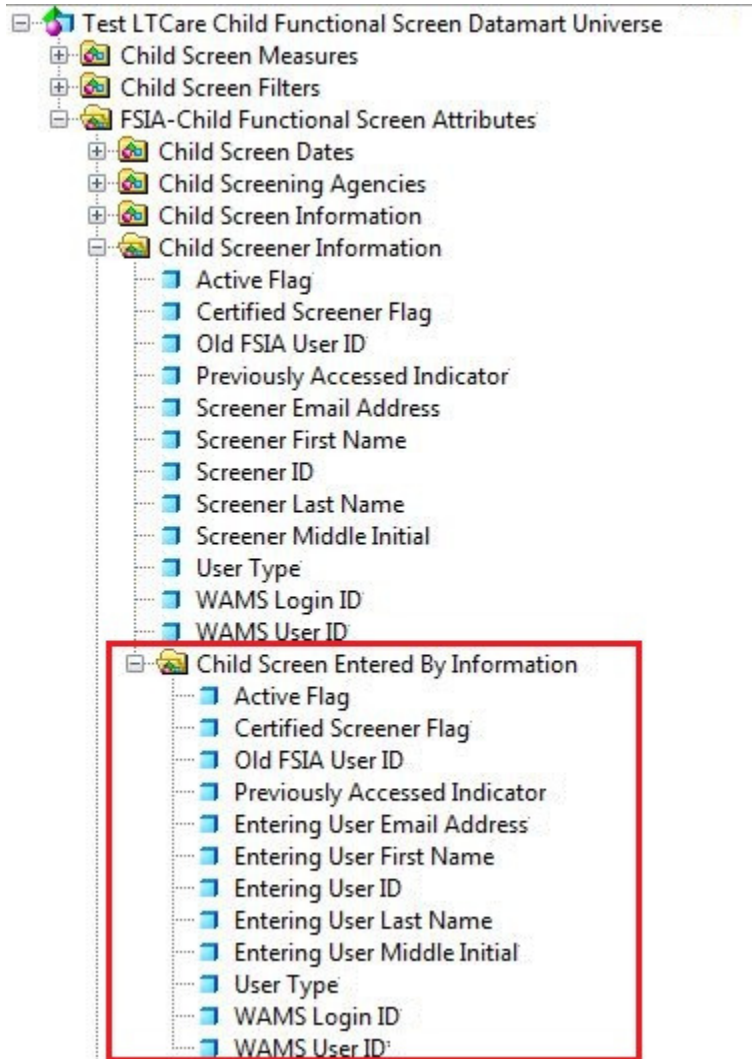 Test LTCare Child Functional Screen Datamart Universe
Child Screen Measures
Child Screen Filters
FSIA-Child Functional Screen Attributes
Child Screen Dates
Child Screening Agencies
Child Screen Information
Child Screener Information
Active Flag
Certified Screener Flag
Old FSIA User ID
Previously Accessed Indicator
Screener Email Address
Screener First Name
Screener ID
Screener Last Name
Screener Middle Initial
User Type
WAMS Login ID
WAMS User ID
Child Screen Entered By Information
Active Flag
Certified Screener Flag
Old FSIA User ID
Previously Accessed Indicator
Entering User Email Address
Entering User First Name
Entering User ID
Entering User Last Name
Entering User Middle Initial
User Type
WAMS Login ID
WAMS User ID